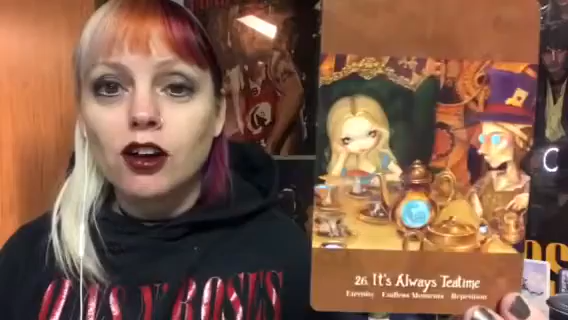 GUNS N' ROSES
26. It's Always Teatime
Eternity Endless Moments Repetition